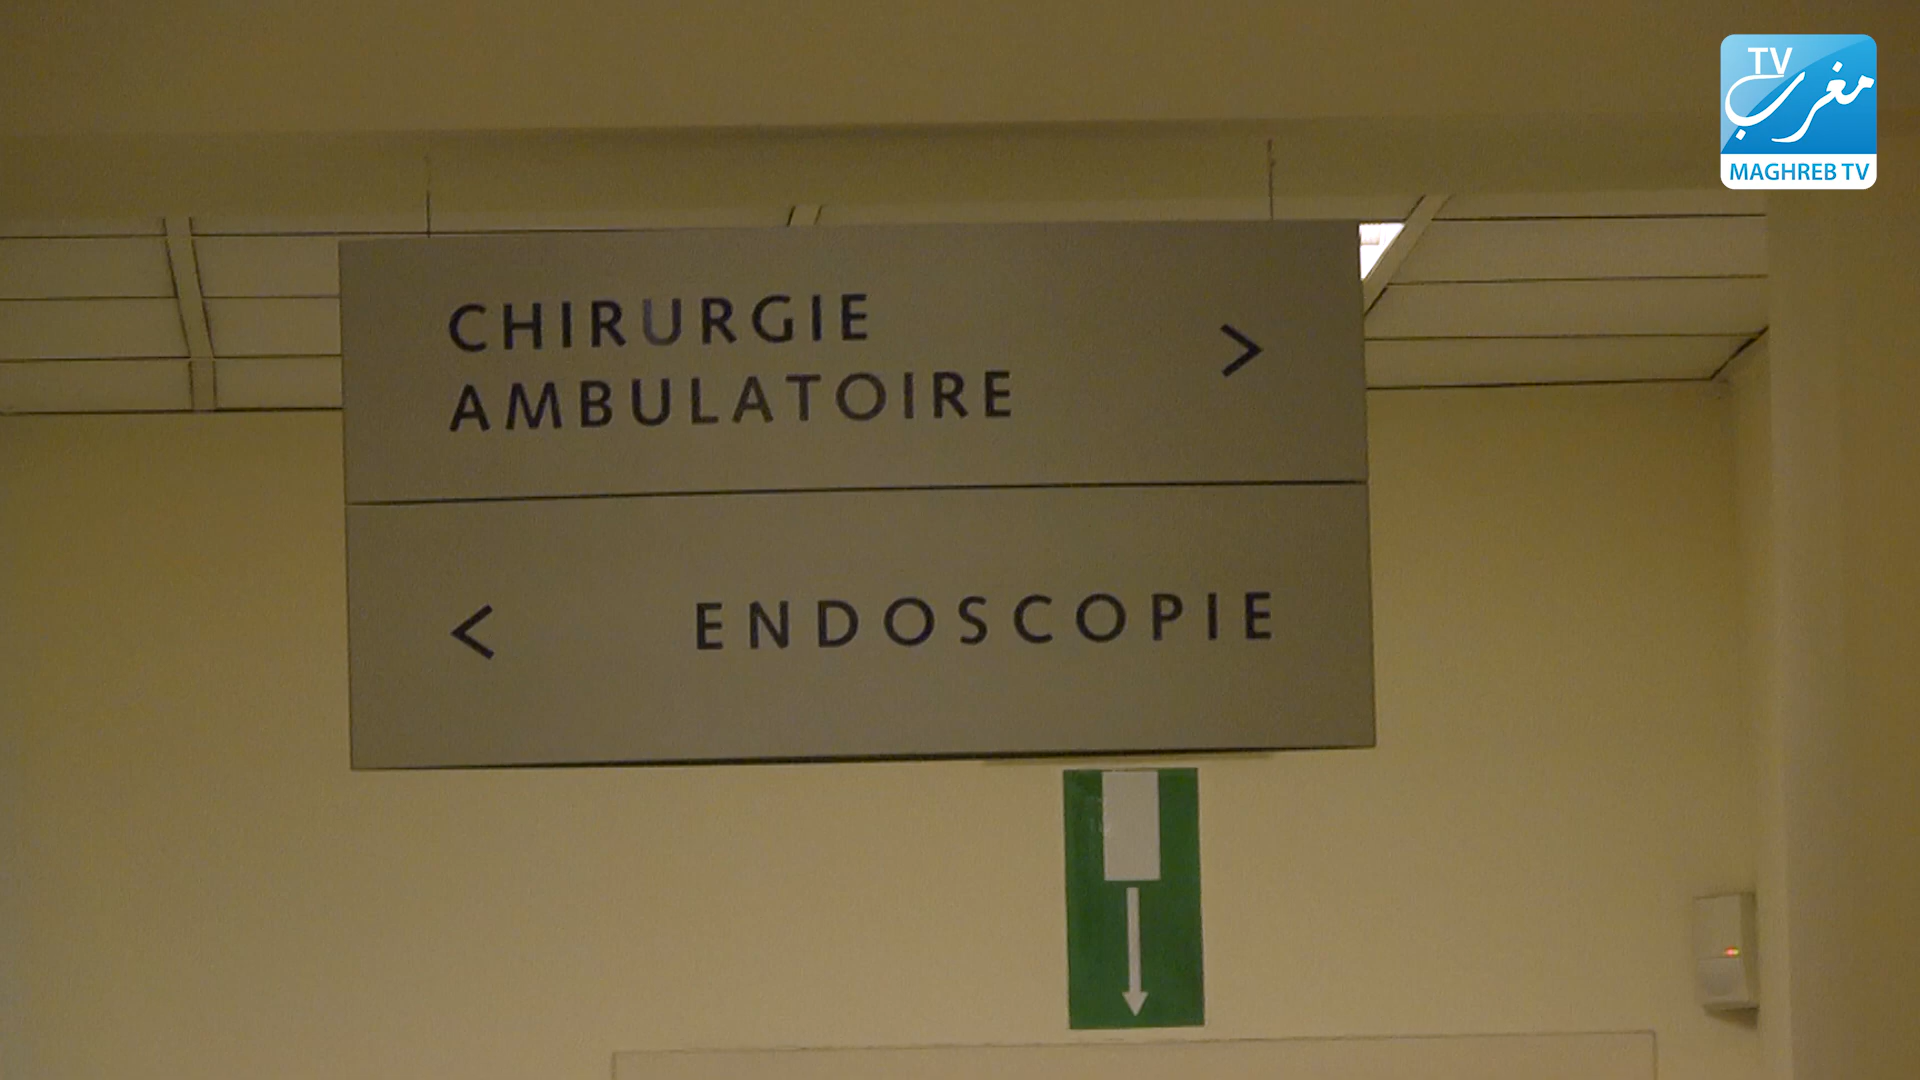 TV
مغرب
MAGHREB TV
CHIRURGIE
AMBULATOIRE >
< ENDOSCOPIE